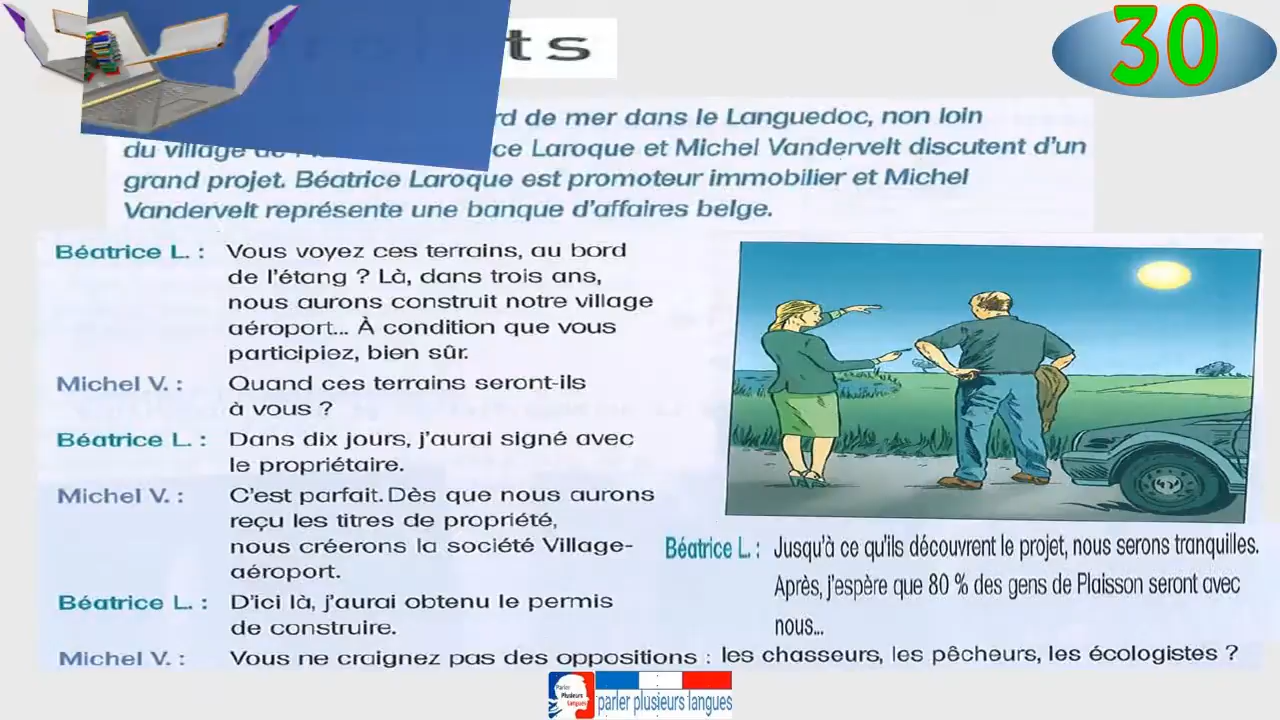 ts
30
rd de mer dans le Languedoc, non loin
du village ce Laroque et Michel Vandervelt discutent d'un
grand projet. Béatrice Laroque est promoteur immobilier et Michel
Vandervelt représente une banque d'affaires belge.
Béatrice L. : Vous voyez ces terrains, au bord
de l'étang ? Là, dans trois ans,
nous aurons construit notre village
aéroport... À condition que vous
participiez, bien sûr.
Michel V. : Quand ces terrains seront-ils
à vous ?
Béatrice L. : Dans dix jours, j'aurai signé avec
le propriétaire.
Michel V. : C'est parfait. Dès que nous aurons
reçu les titres de propriété,
nous créerons la société Village-
aéroport.
Béatrice L. : D'ici là, j'aurai obtenu le permis
de construire.
Michel V. : Vous ne craignez pas des oppositions : les chasseurs, les pêcheurs, les écologistes ?
Béatrice L. : Jusqu'à ce qu'ils découvrent le projet, nous serons tranquilles.
Après, j'espère que 80 % des gens de Plaisson seront avec
nous...
Parler
Plusieurs
langues
parler plusieurs langues